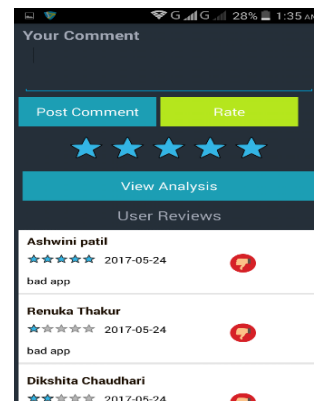 G G 28% 1:35 AM
Your Comment
Post Comment Rate
View Analysis
User Reviews
Ashwini patil
2017-05-24
bad app
Renuka Thakur
2017-05-24
bad app
Dikshita Chaudhari
2017-05-24